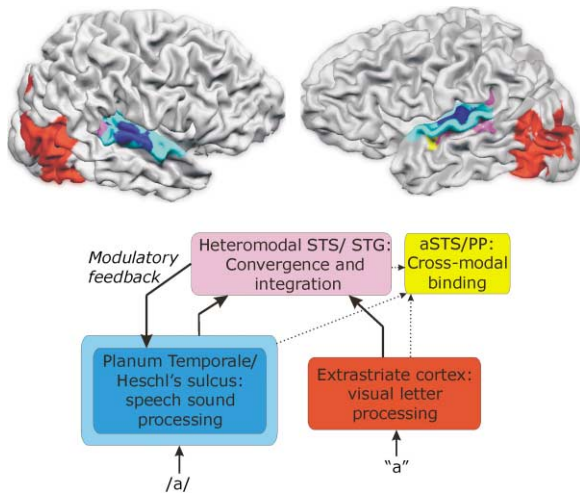 Modulatory
feedback
Heteromodal STS/ STG:
Convergence and
integration
aSTS/PP:
Cross-modal
binding
Planum Temporale/
Heschl's sulcus:
speech sound
processing
Extrastriate cortex:
visual letter
processing
/a/
“a”